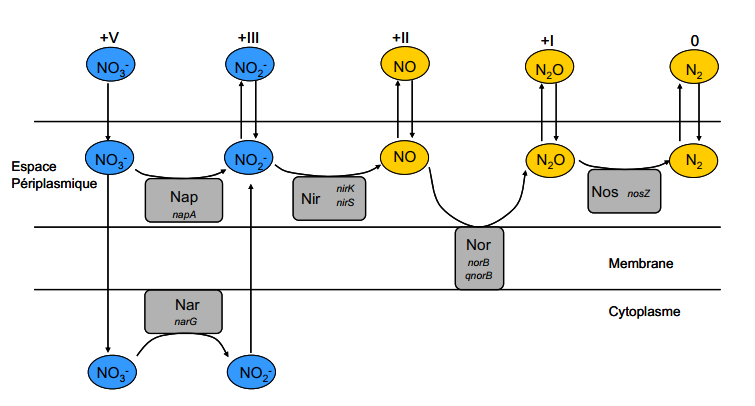 +V +III +II +I 0
NO3- NO2- NO N2O N2
Espace
Périplasmique
NO3- NO2- NO N2O N2
Nap
napA
Nir
nirK
nirS
Nos nosZ
Nor
norB
qnorB
Membrane
Nar
narG
Cytoplasme
NO3- NO2-